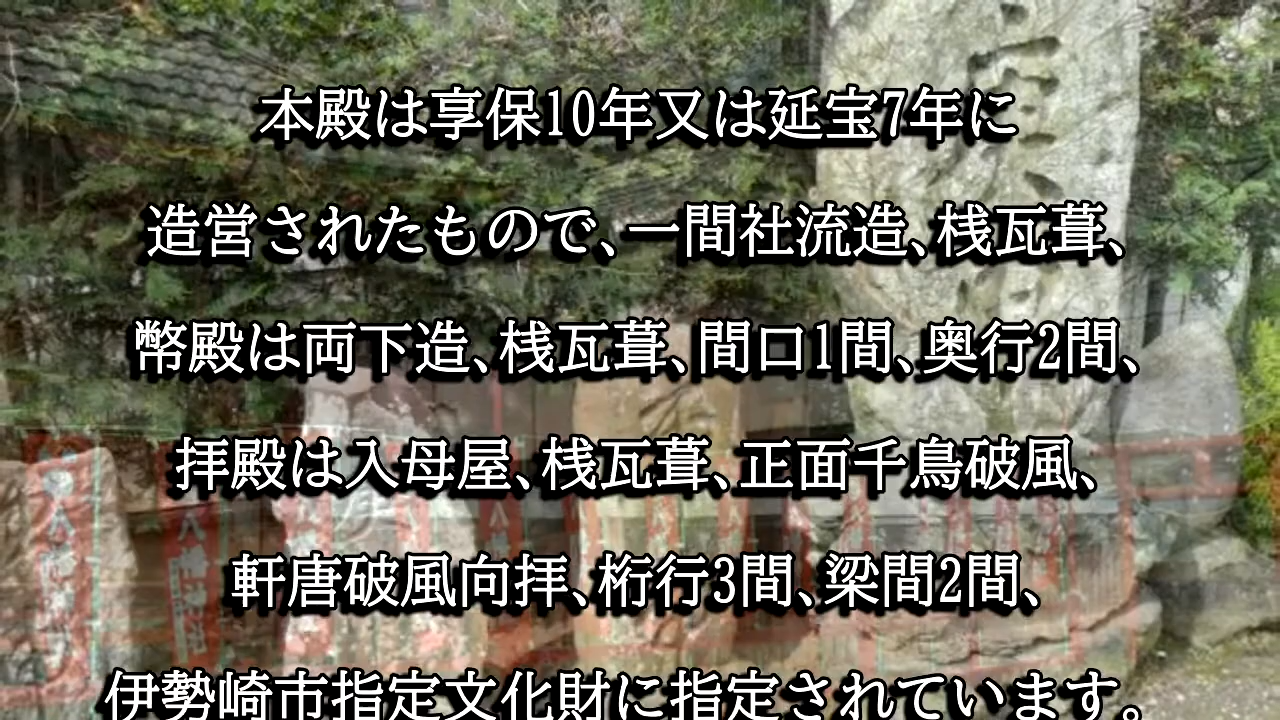 本殿は享保10年又は延宝7年に
造営されたもので、一間社流造、桟瓦葺、
幣殿は両下造、桟瓦葺、間口1間、奥行2間、
拝殿は入母屋、桟瓦葺、正面千鳥破風、
軒唐破風向拝、桁行3間、梁間2間、
伊勢崎市指定文化財に指定されています。